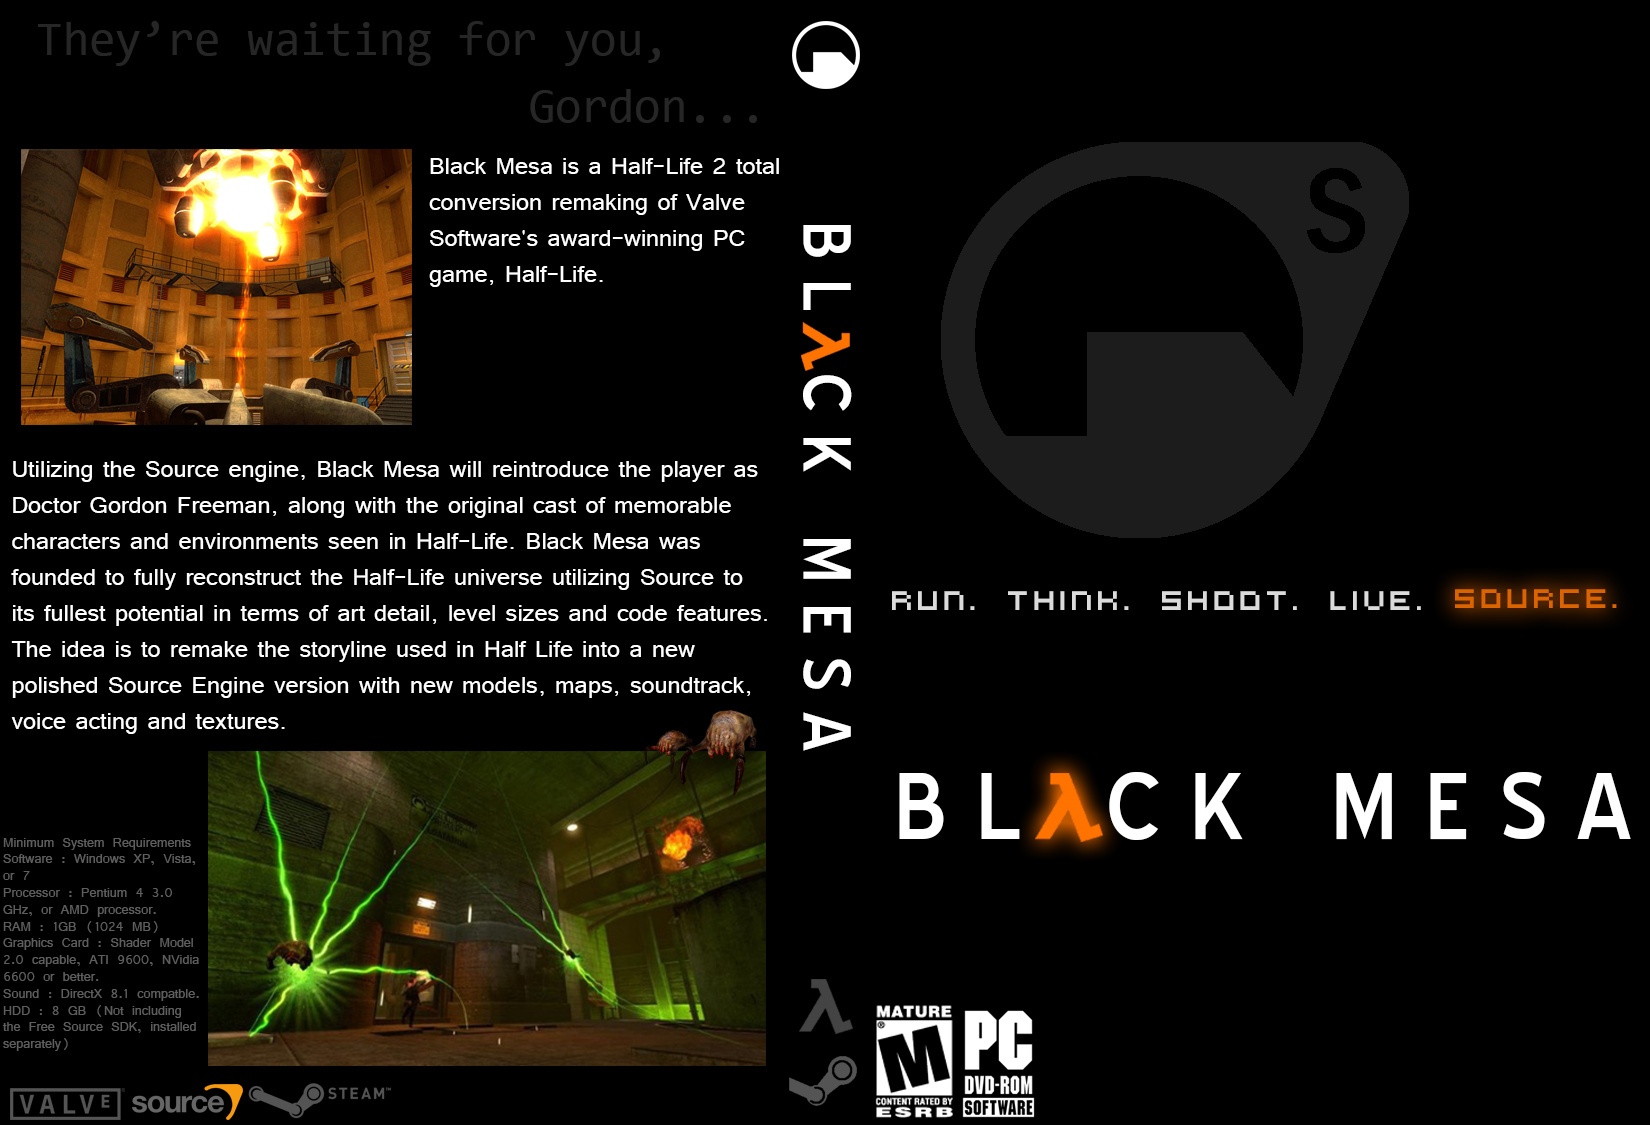 They’re waiting for you,
Gordon...
Black Mesa is a Half-Life 2 total
conversion remaking of Valve
Software's award-winning PC
game, Half-Life.
Utilizing the Source engine, Black Mesa will reintroduce the player as
Doctor Gordon Freeman, along with the original cast of memorable
characters and environments seen in Half-Life. Black Mesa was
founded to fully reconstruct the Half-Life universe utilizing Source to
its fullest potential in terms of art detail, level sizes and code features.
The idea is to remake the storyline used in Half Life into a new
polished Source Engine version with new models, maps, soundtrack,
voice acting and textures.
Minimum System Requirements
Software : Windows XP, Vista,
or 7
Processor : Pentium 4 3.0
GHz, or AMD processor.
RAM : 1GB (1024 MB)
Graphics Card : Shader Model
2.0 capable, ATI 9600, NVidia
6600 or better.
Sound : DirectX 8.1 compatble.
HDD : 8 GB (Not including
the Free Source SDK, installed
separately)
VALVE
source
STEAM™
BLλCK MESA
λ
S
RUN. THINK. SHOOT. LIVE. SOURCE.
BLλCK MESA
MATURE
M®
CONTENT RATED BY
ESRB
PC
DVD-ROM
SOFTWARE